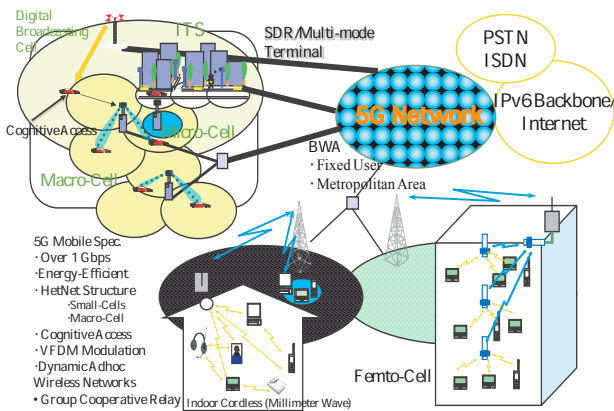 Digital
Broadcasting
Cell
ITS
SDR/Multi-mode
Terminal
PSTN
ISDN
5G Network
IPv6 Backbone/
Internet
Cognitive Access
Micro-Cell
Macro-Cell
BWA
· Fixed User
· Metropolitan Area
5G Mobile Spec.
· Over 1 Gbps
· Energy-Efficient
· HetNet Structure
· Small-Cells
· Macro-Cell
· Cognitive Access
· VFDM Modulation
· Dynamic Adhoc
Wireless Networks
• Group Cooperative Relay
Indoor Cordless (Millimeter Wave)
Femto-Cell